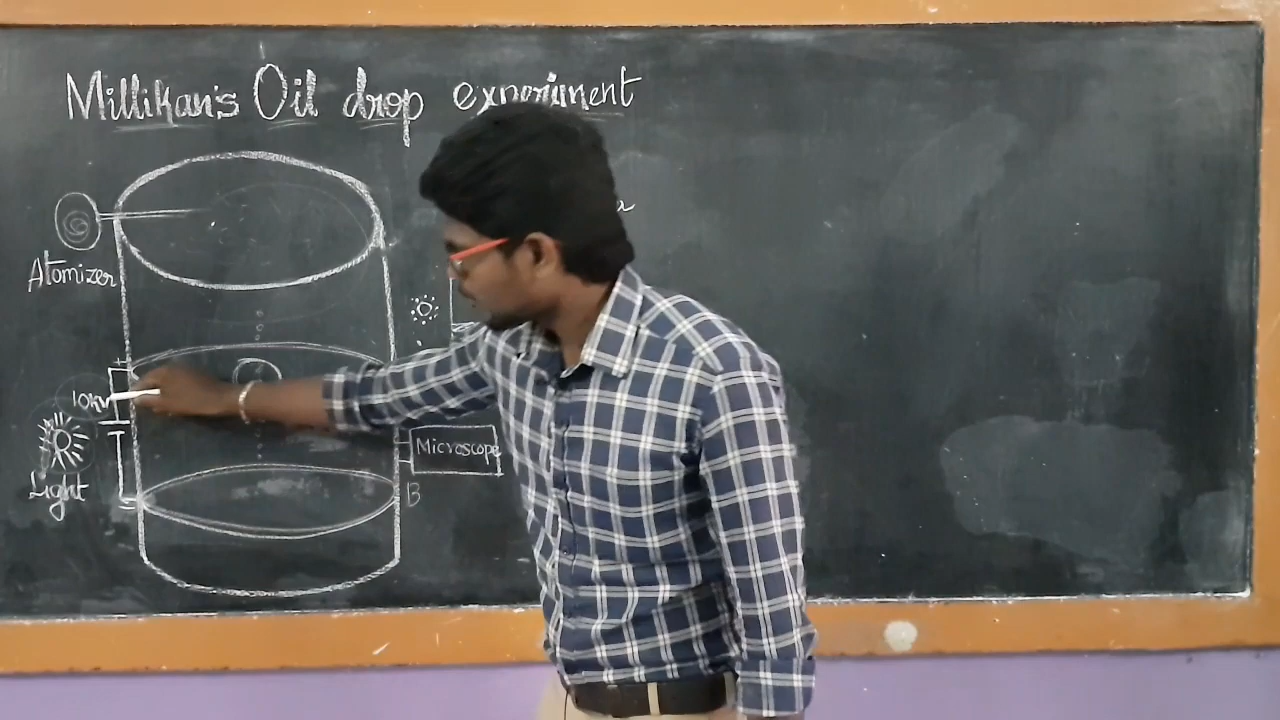 Millikan's Oil drop experiment
Atomizer
+
10kv
Light
Microscope
B